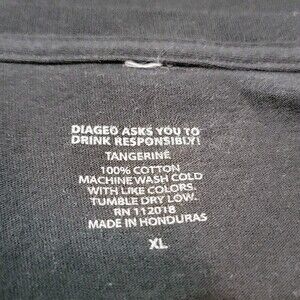 DIAGEO ASKS YOU TO
DRINK RESPONSIBLY!
TANGERINE
100% COTTON
MACHINE WASH COLD
WITH LIKE COLORS.
TUMBLE DRY LOW.
RN 112018
MADE IN HONDURAS
XL